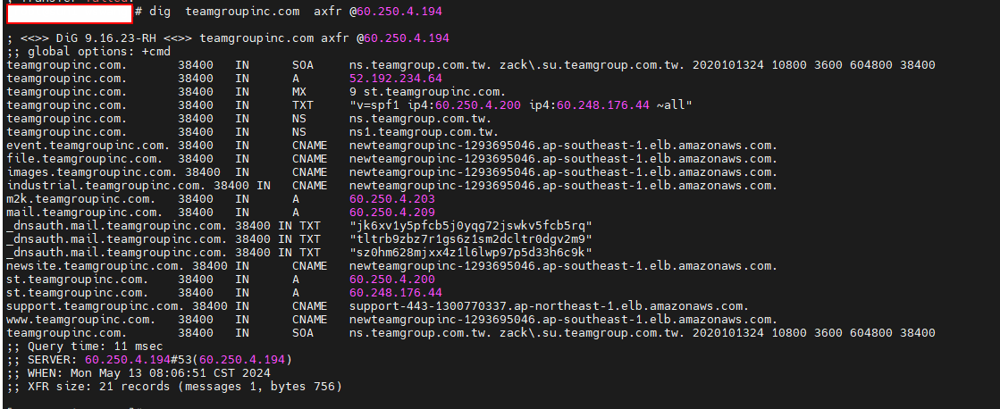 ; Transfer failed.
# dig  teamgroupinc.com  axfr @60.250.4.194
; <<>> DiG 9.16.23-RH <<>> teamgroupinc.com axfr @60.250.4.194
;; global options: +cmd
teamgroupinc.com.       38400   IN      SOA     ns.teamgroup.com.tw. zack\.su.teamgroup.com.tw. 2020101324 10800 3600 604800 38400
teamgroupinc.com.       38400   IN      A       52.192.234.64
teamgroupinc.com.       38400   IN      MX      9 st.teamgroupinc.com.
teamgroupinc.com.       38400   IN      TXT     "v=spf1 ip4:60.250.4.200 ip4:60.248.176.44 ~all"
teamgroupinc.com.       38400   IN      NS      ns.teamgroup.com.tw.
teamgroupinc.com.       38400   IN      NS      ns1.teamgroup.com.tw.
event.teamgroupinc.com. 38400   IN      CNAME   newteamgroupinc-1293695046.ap-southeast-1.elb.amazonaws.com.
file.teamgroupinc.com.  38400   IN      CNAME   newteamgroupinc-1293695046.ap-southeast-1.elb.amazonaws.com.
images.teamgroupinc.com. 38400  IN      CNAME   newteamgroupinc-1293695046.ap-southeast-1.elb.amazonaws.com.
industrial.teamgroupinc.com. 38400 IN   CNAME   newteamgroupinc-1293695046.ap-southeast-1.elb.amazonaws.com.
m2k.teamgroupinc.com.   38400   IN      A       60.250.4.203
mail.teamgroupinc.com.  38400   IN      A       60.250.4.209
_dnsauth.mail.teamgroupinc.com. 38400 IN TXT    "jk6xv1y5pfcb5j0yqg72jswkv5fcb5rq"
_dnsauth.mail.teamgroupinc.com. 38400 IN TXT    "tltrb9zbz7r1gs6z1sm2dcltr0dgv2m9"
_dnsauth.mail.teamgroupinc.com. 38400 IN TXT    "sz0hm628mjxx4z1l6lwp97p5d33h6c9k"
newsite.teamgroupinc.com. 38400 IN      CNAME   newteamgroupinc-1293695046.ap-southeast-1.elb.amazonaws.com.
st.teamgroupinc.com.    38400   IN      A       60.250.4.200
st.teamgroupinc.com.    38400   IN      A       60.248.176.44
support.teamgroupinc.com. 38400 IN      CNAME   support-443-1300770337.ap-northeast-1.elb.amazonaws.com.
www.teamgroupinc.com.   38400   IN      CNAME   newteamgroupinc-1293695046.ap-southeast-1.elb.amazonaws.com.
teamgroupinc.com.       38400   IN      SOA     ns.teamgroup.com.tw. zack\.su.teamgroup.com.tw. 2020101324 10800 3600 604800 38400
;; Query time: 11 msec
;; SERVER: 60.250.4.194#53(60.250.4.194)
;; WHEN: Mon May 13 08:06:51 CST 2024
;; XFR size: 21 records (messages 1, bytes 756)